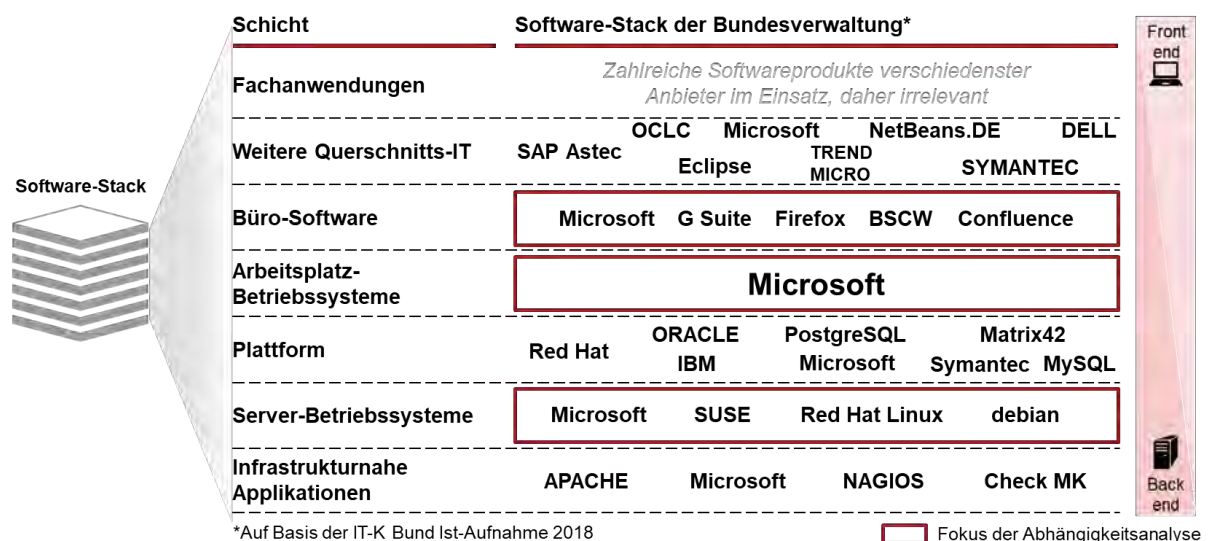 Schicht
Software-Stack der Bundesverwaltung*
Front
end
Fachanwendungen
Zahlreiche Softwareprodukte verschiedenster
Anbieter im Einsatz, daher irrelevant
Weitere Querschnitts-IT
OCLC Microsoft NetBeans.DE DELL
SAP Astec Eclipse TREND
MICRO SYMANTEC
Software-Stack
Büro-Software
Microsoft G Suite Firefox BSCW Confluence
Arbeitsplatz-
Betriebssysteme
Microsoft
Plattform
ORACLE PostgreSQL Matrix42
Red Hat IBM Microsoft Symantec MySQL
Server-Betriebssysteme
Microsoft SUSE Red Hat Linux debian
Infrastrukturnahe
Applikationen
APACHE Microsoft NAGIOS Check MK
Back
end
*Auf Basis der IT-K Bund Ist-Aufnahme 2018
Fokus der Abhängigkeitsanalyse